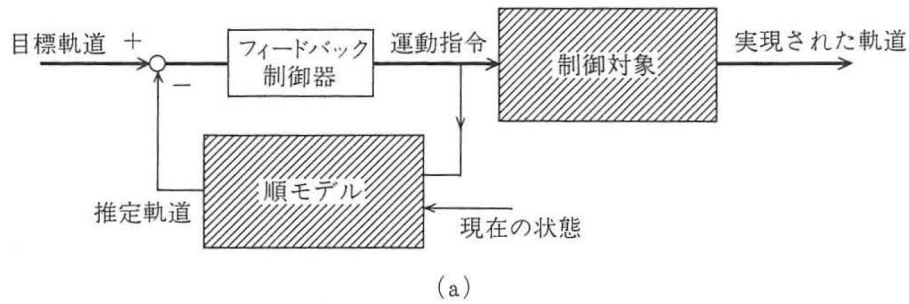 目標軌道
+
−
フィードバック
制御器
運動指令
制御対象
実現された軌道
順モデル
推定軌道
現在の状態
(a)